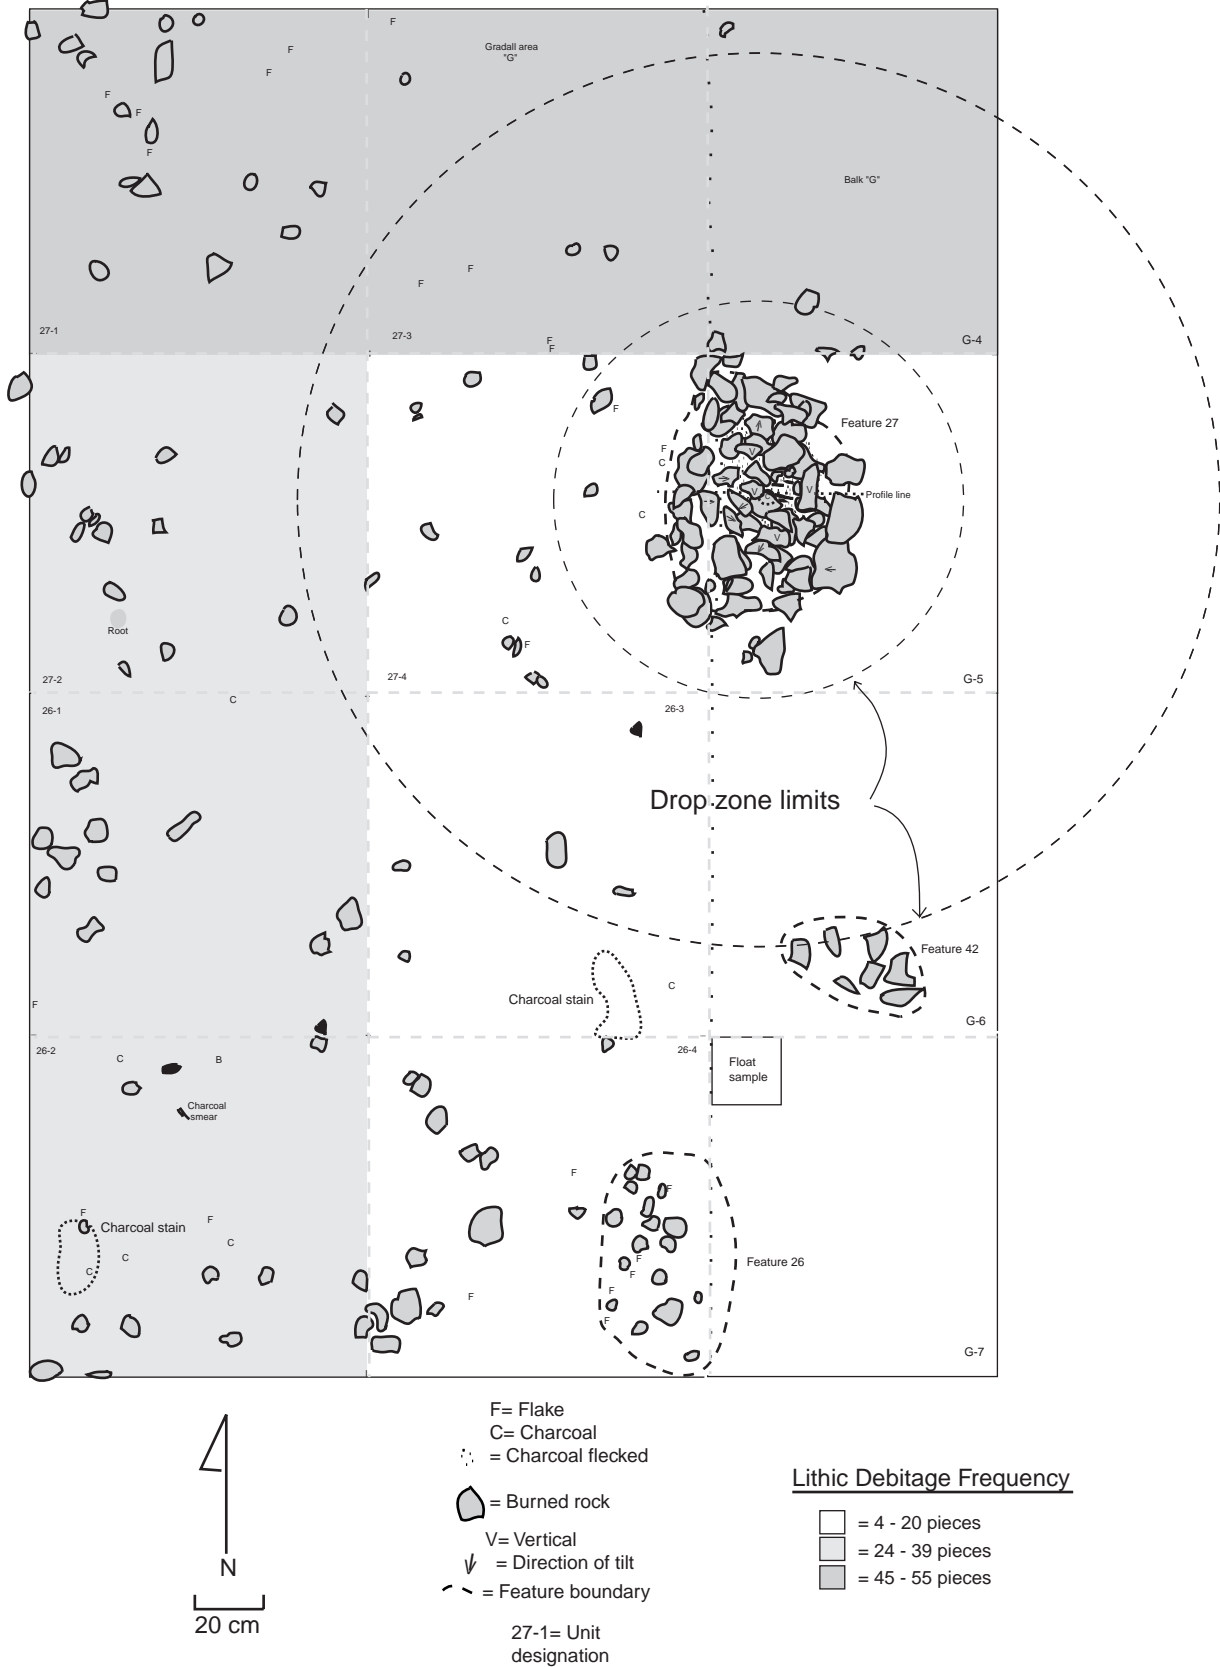 F
F
Gradall area
"G"
F
F
F
F
F
Balk "G"
F
F
27-1
27-3
F
F
G-4
F
Feature 27
F
C
V
V
V
C
Profile line
C
V
C
F
Root
27-2
27-4
G-5
C
26-1
26-3
Drop zone limits
Feature 42
F
Charcoal stain
C
G-6
26-2
C
B
26-4
Float
sample
Charcoal
smear
F
F
F
F
Charcoal stain
C
C
C
F
F
Feature 26
F
F
F
G-7
F= Flake
C= Charcoal
= Charcoal flecked
= Burned rock
V= Vertical
= Direction of tilt
= Feature boundary
27-1= Unit
designation
N
20 cm
Lithic Debitage Frequency
= 4 - 20 pieces
= 24 - 39 pieces
= 45 - 55 pieces